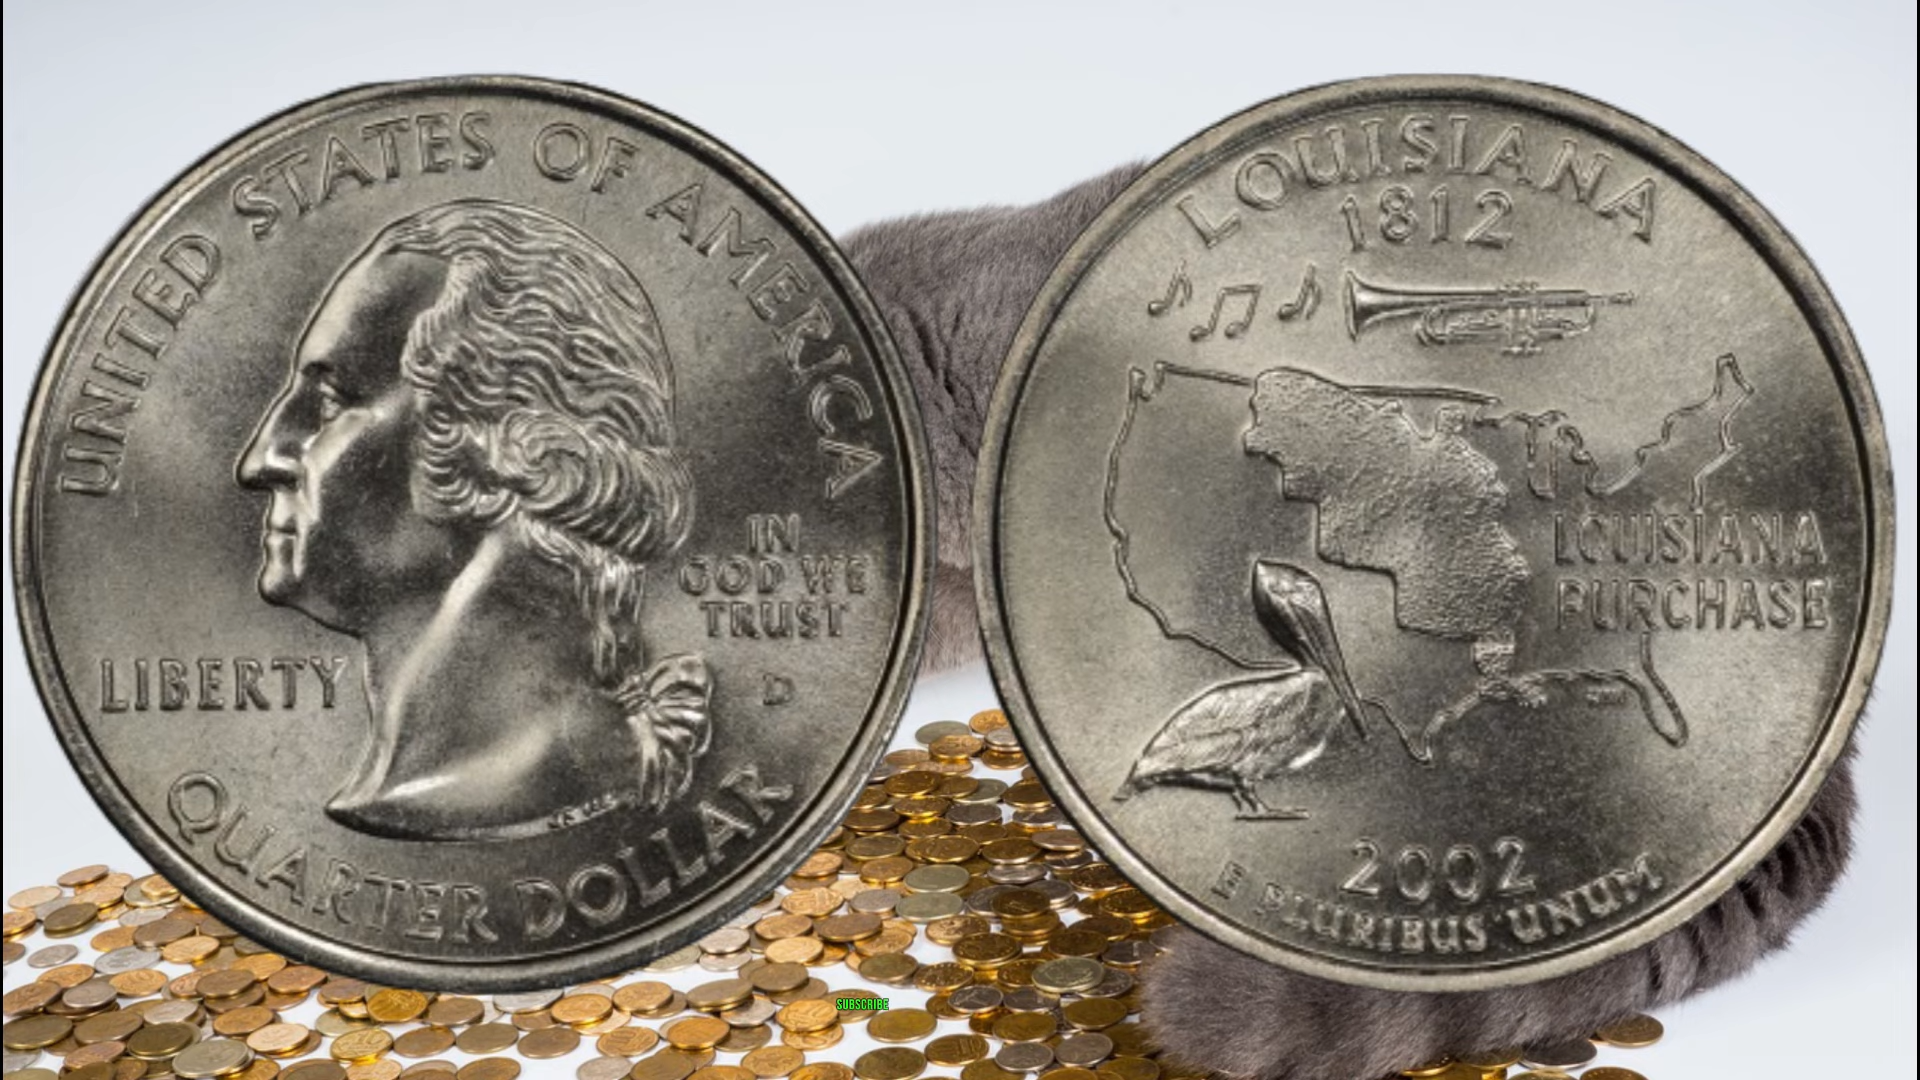 UNITED STATES OF AMERICA
IN
GOD WE
TRUST
LIBERTY
D
QUARTER DOLLAR
LOUISIANA
1812
LOUISIANA
PURCHASE
2002
E PLURIBUS UNUM
SUBSCRIBE